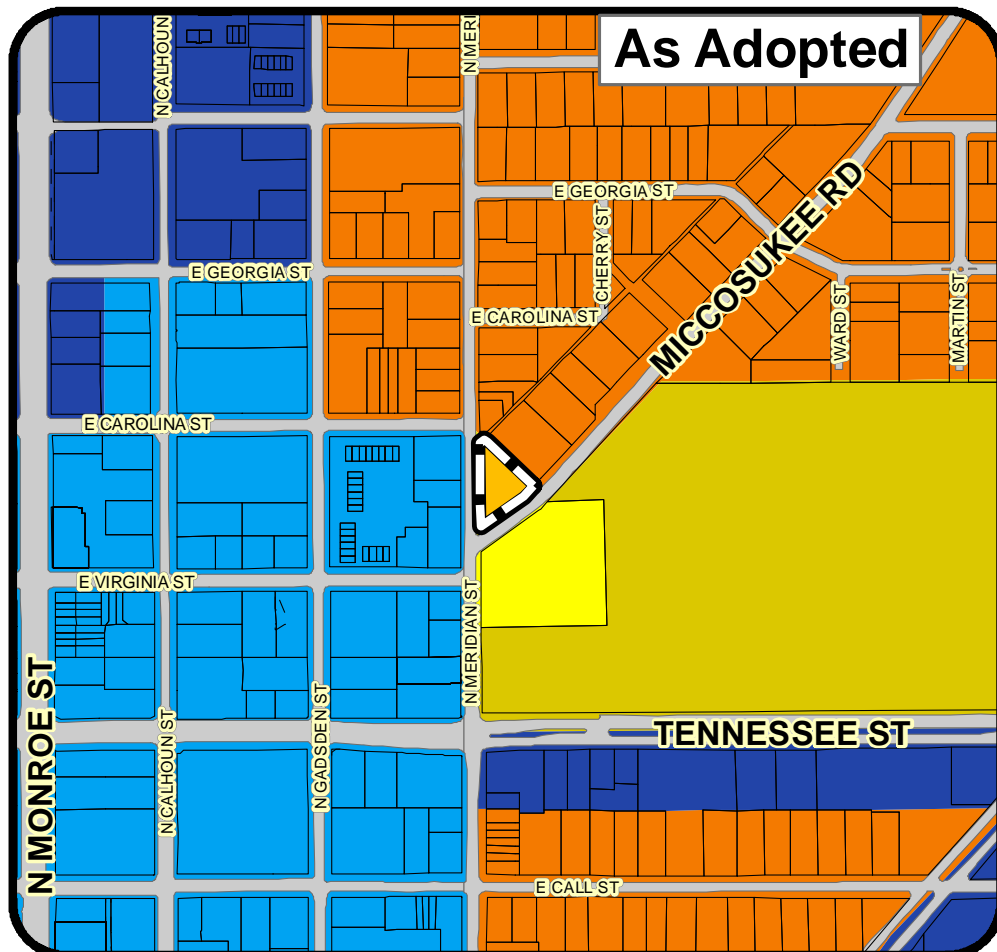 As Adopted
N CALHOUN
N MERI
E GEORGIA ST
MICCOSUKEE RD
CHERRY ST
E GEORGIA ST
WARD ST
MARTIN ST
E CAROLINA ST
E CAROLINA ST
E VIRGINIA ST
N MERIDIAN ST
N MONROE ST
N CALHOUN ST
N GADSDEN ST
TENNESSEE ST
E CALL ST